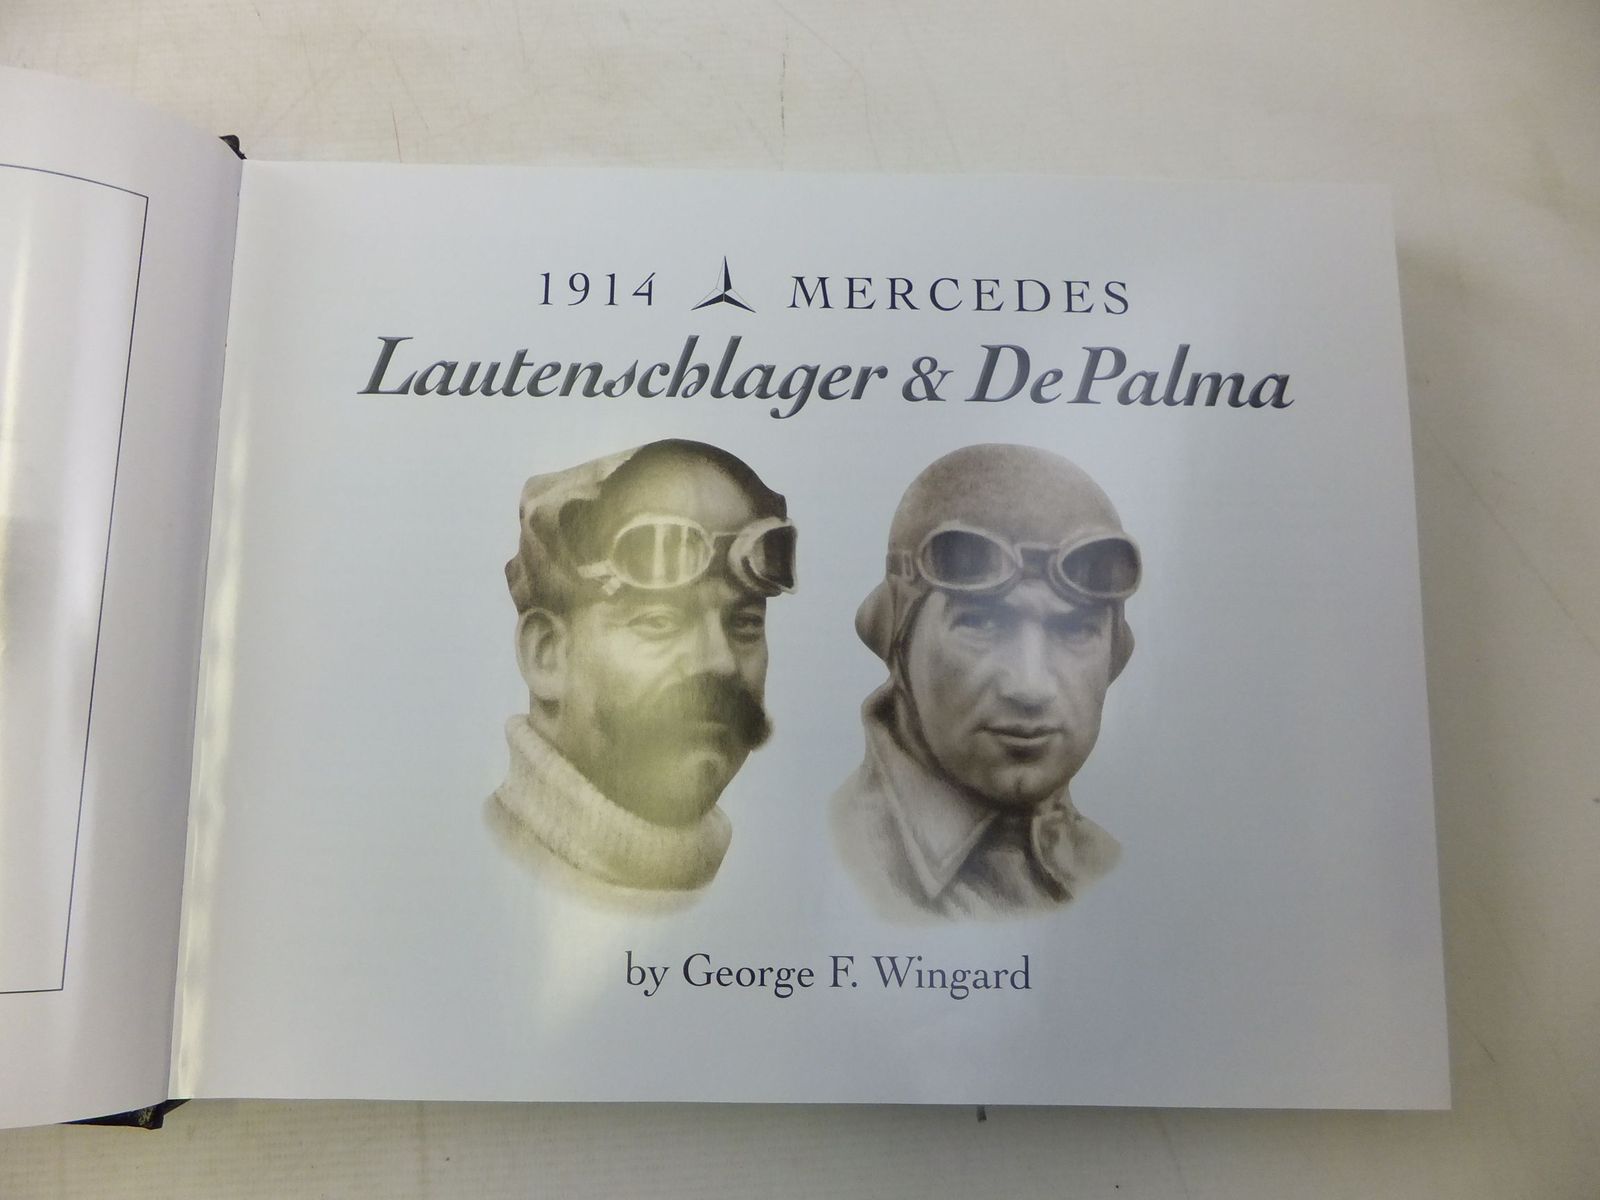 1914 MERCEDES
Lautenschlager & DePalma
by George F. Wingard